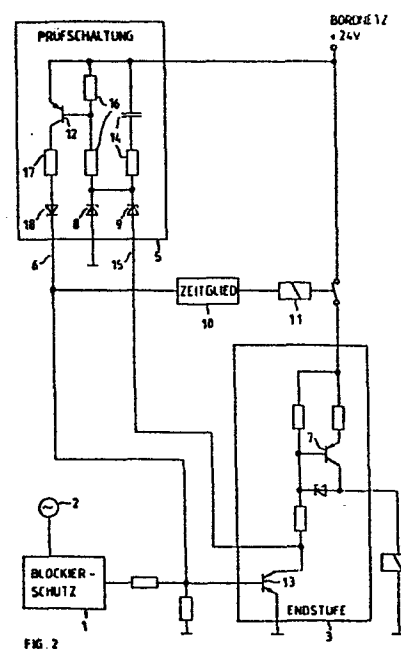 BORDNETZ
+24V
PRÜFSCHALTUNG
16
12
14
17
18
8
9
6
15
5
ZEITGLIED
10
11
7
2
BLOCKIER-
SCHUTZ
13
ENDSTUFE
1
3
FIG. 2